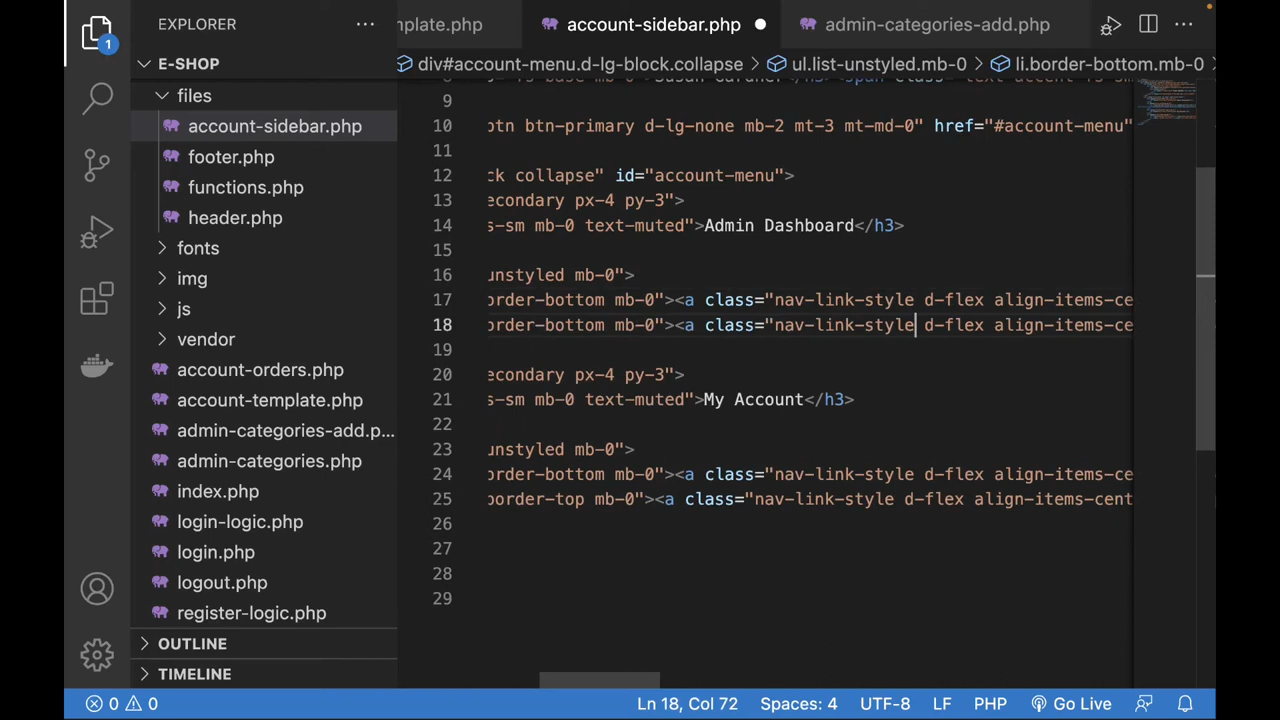 EXPLORER
mplate.php
account-sidebar.php
admin-categories-add.php
E-SHOP
div#account-menu.d-lg-block.collapse > ul.list-unstyled.mb-0 > li.border-bottom.mb-0 >
files
account-sidebar.php
footer.php
functions.php
header.php
fonts
img
js
vendor
account-orders.php
account-template.php
admin-categories-add.p...
admin-categories.php
index.php
login-logic.php
login.php
logout.php
register-logic.php
OUTLINE
TIMELINE
9
10 btn btn-primary d-lg-none mb-2 mt-3 mt-md-0" href="#account-menu"
11
12 ck collapse" id="account-menu">
13 econdary px-4 py-3">
14 s-sm mb-0 text-muted">Admin Dashboard</h3>
15
16 unstyled mb-0">
17 order-bottom mb-0"><a class="nav-link-style d-flex align-items-ce
18 order-bottom mb-0"><a class="nav-link-style d-flex align-items-ce
19
20 econdary px-4 py-3">
21 s-sm mb-0 text-muted">My Account</h3>
22
23 unstyled mb-0">
24 order-bottom mb-0"><a class="nav-link-style d-flex align-items-ce
25 border-top mb-0"><a class="nav-link-style d-flex align-items-cent
26
27
28
29
1
0 0
Ln 18, Col 72
Spaces: 4
UTF-8
LF
PHP
Go Live